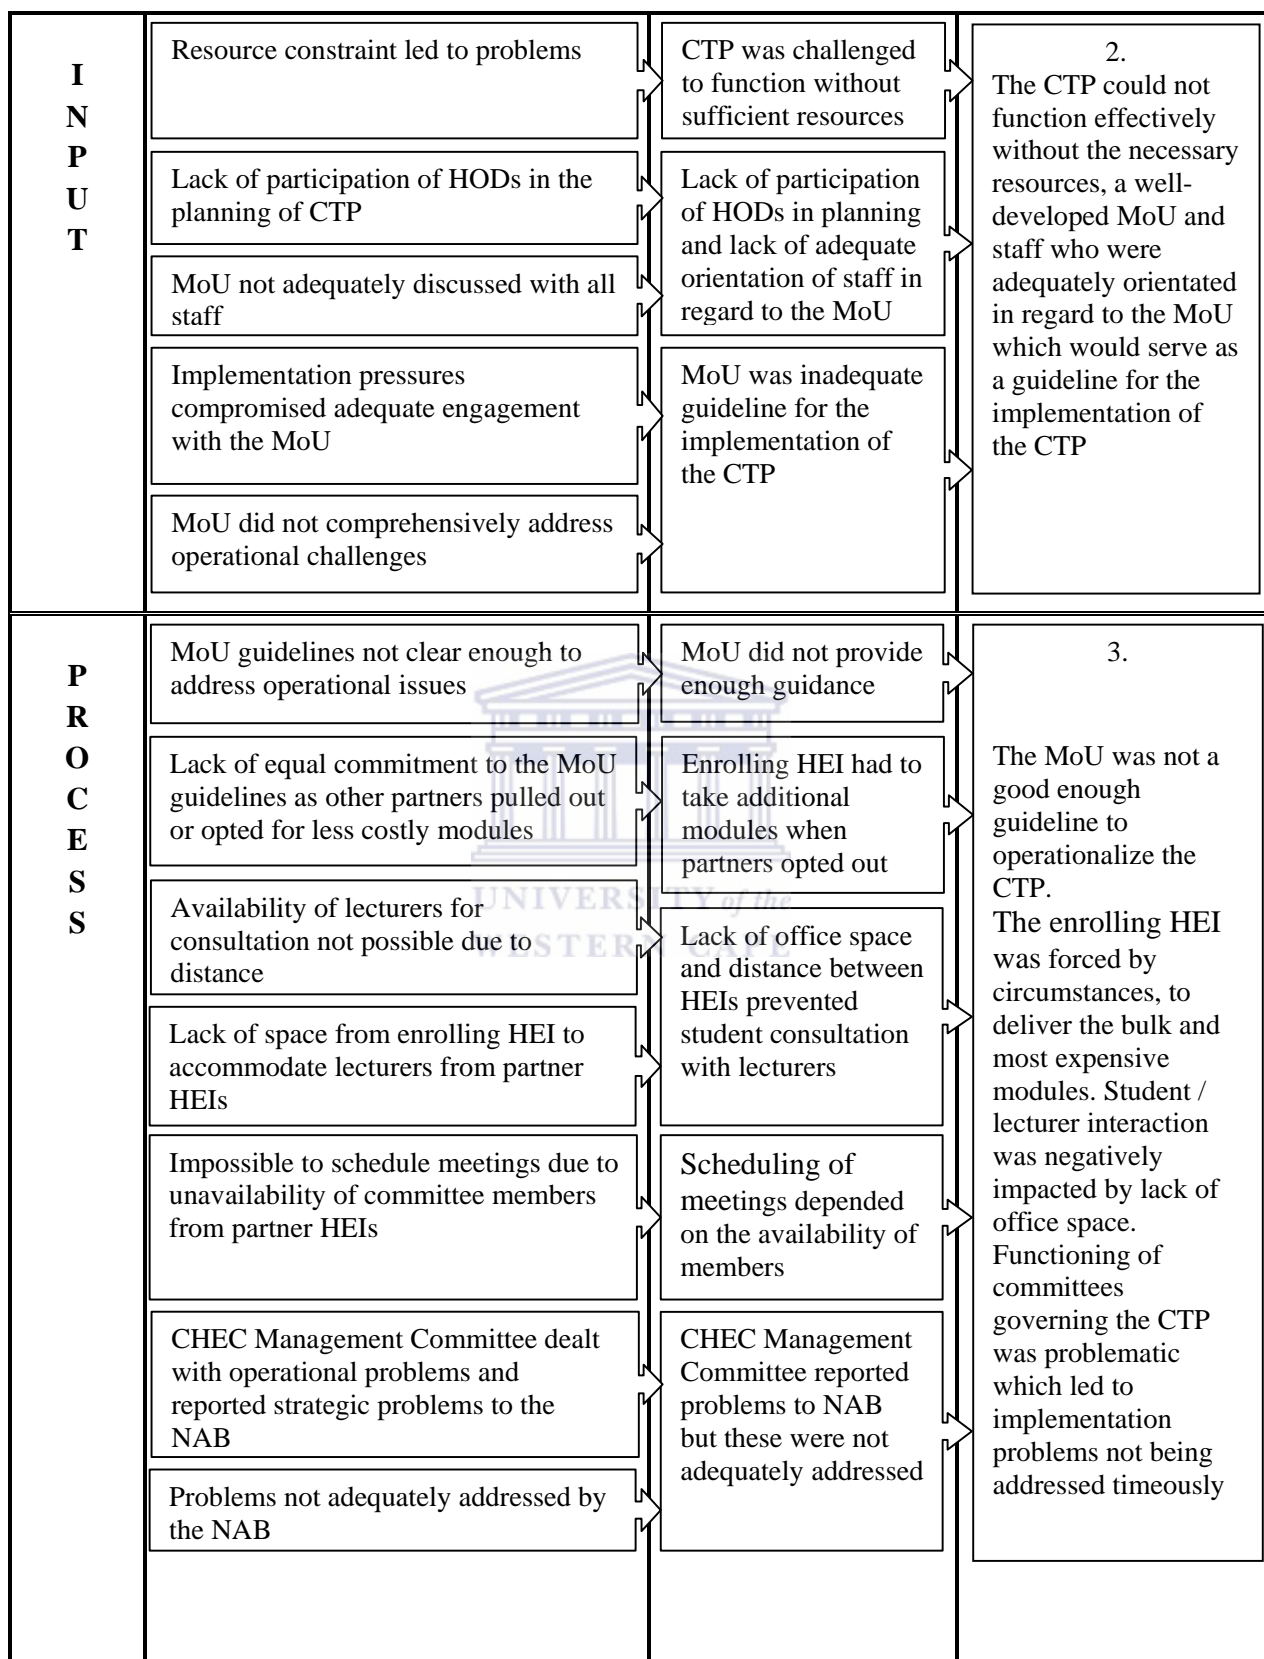 INPUT
Resource constraint led to problems
Lack of participation of HODs in the
planning of CTP
MoU not adequately discussed with all
staff
Implementation pressures
compromised adequate engagement
with the MoU
MoU did not comprehensively address
operational challenges
CTP was challenged
to function without
sufficient resources
Lack of participation
of HODs in planning
and lack of adequate
orientation of staff in
regard to the MoU
MoU was inadequate
guideline for the
implementation of
the CTP
2.
The CTP could not
function effectively
without the necessary
resources, a well-
developed MoU and
staff who were
adequately orientated
in regard to the MoU
which would serve as
a guideline for the
implementation of
the CTP
PROCESS
MoU guidelines not clear enough to
address operational issues
Lack of equal commitment to the MoU
guidelines as other partners pulled out
or opted for less costly modules
Availability of lecturers for
consultation not possible due to
distance
Lack of space from enrolling HEI to
accommodate lecturers from partner
HEIs
Impossible to schedule meetings due to
unavailability of committee members
from partner HEIs
CHEC Management Committee dealt
with operational problems and
reported strategic problems to the
NAB
Problems not adequately addressed by
the NAB
MoU did not provide
enough guidance
Enrolling HEI had to
take additional
modules when
partners opted out
Lack of office space
and distance between
HEIs prevented
student consultation
with lecturers
Scheduling of
meetings depended
on the availability of
members
CHEC Management
Committee reported
problems to NAB
but these were not
adequately addressed
3.
The MoU was not a
good enough
guideline to
operationalize the
CTP.
The enrolling HEI
was forced by
circumstances, to
deliver the bulk and
most expensive
modules. Student /
lecturer interaction
was negatively
impacted by lack of
office space.
Functioning of
committees
governing the CTP
was problematic
which led to
implementation
problems not being
addressed timeously
UNIVERSITY of the
WESTERN CAPE